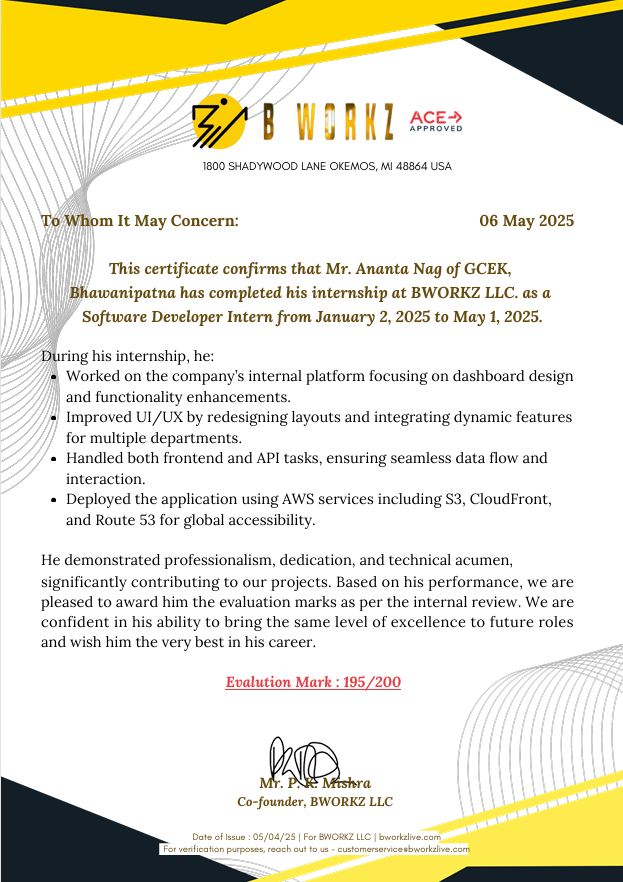 B WORKZ
ACE
APPROVED
1800 SHADYWOOD LANE OKEMOS, MI 48864 USA
To Whom It May Concern: 06 May 2025
This certificate confirms that Mr. Ananta Nag of GCEK,
Bhawanipatna has completed his internship at BWORKZ LLC. as a
Software Developer Intern from January 2, 2025 to May 1, 2025.
During his internship, he:
• Worked on the company's internal platform focusing on dashboard design
and functionality enhancements.
• Improved UI/UX by redesigning layouts and integrating dynamic features
for multiple departments.
• Handled both frontend and API tasks, ensuring seamless data flow and
interaction.
• Deployed the application using AWS services including S3, CloudFront,
and Route 53 for global accessibility.
He demonstrated professionalism, dedication, and technical acumen,
significantly contributing to our projects. Based on his performance, we are
pleased to award him the evaluation marks as per the internal review. We are
confident in his ability to bring the same level of excellence to future roles
and wish him the very best in his career.
Evalution Mark : 195/200
Mr. P. K. Mishra
Co-founder, BWORKZ LLC
Date of Issue : 05/04/25 | For BWORKZ LLC | bworkzlive.com
For verification purposes, reach out to us - customerservice@bworkzlive.com